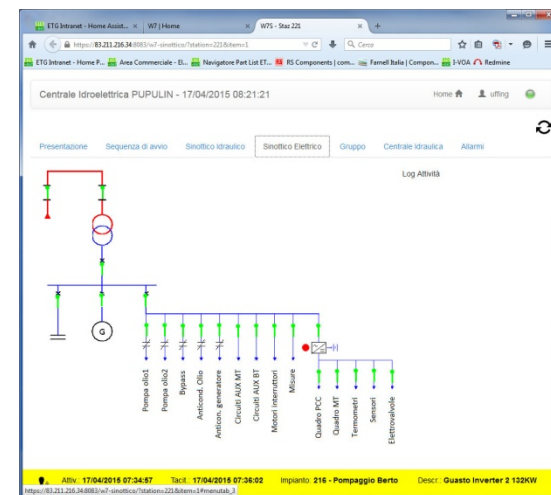 ETG Intranet - Home Assist... × W7 | Home × W7S - Staz 221 × +
https://83.211.216.34:8083/w7-sinottico/?station=221&item=1 Cerca
ETG Intranet - Home P... Area Commerciale - El... Navigatore Part List ET... RS Components | com... Farnell Italia | Compon... I-VOA Redmine
Centrale Idroelettrica PUPULIN - 17/04/2015 08:21:21 Home uffing
Presentazione Sequenza di avvio Sinottico Idraulico Sinottico Elettrico Gruppo Centrale Idraulica Allarmi
Log Attività
G
Pompa olio1
Pompa olio2
Bypass
Anticond. Olio
Anticon. generatore
Circuiti AUX MT
Circuiti AUX BT
Motori interruttori
Misure
Quadro PCC
Quadro MT
Termometri
Sensori
Elettrovalvole
Attiv.: 17/04/2015 07:34:57 Tacit.: 17/04/2015 07:36:02 Impianto: 216 - Pompaggio Berto Descr.: Guasto Inverter 2 132KW
https://83.211.216.34:8083/w7-sinottico/?station=221&item=1#menutab_3